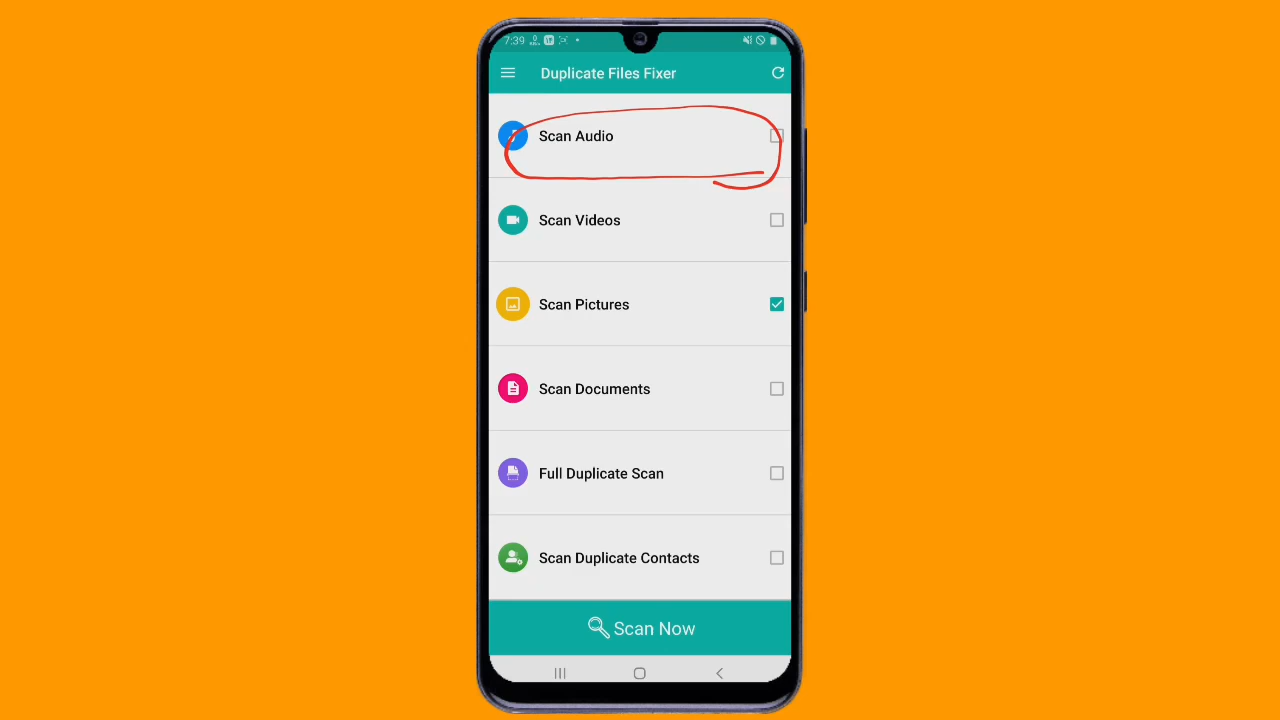 7:39
Duplicate Files Fixer
Scan Audio
Scan Videos
Scan Pictures
Scan Documents
Full Duplicate Scan
Scan Duplicate Contacts
Scan Now